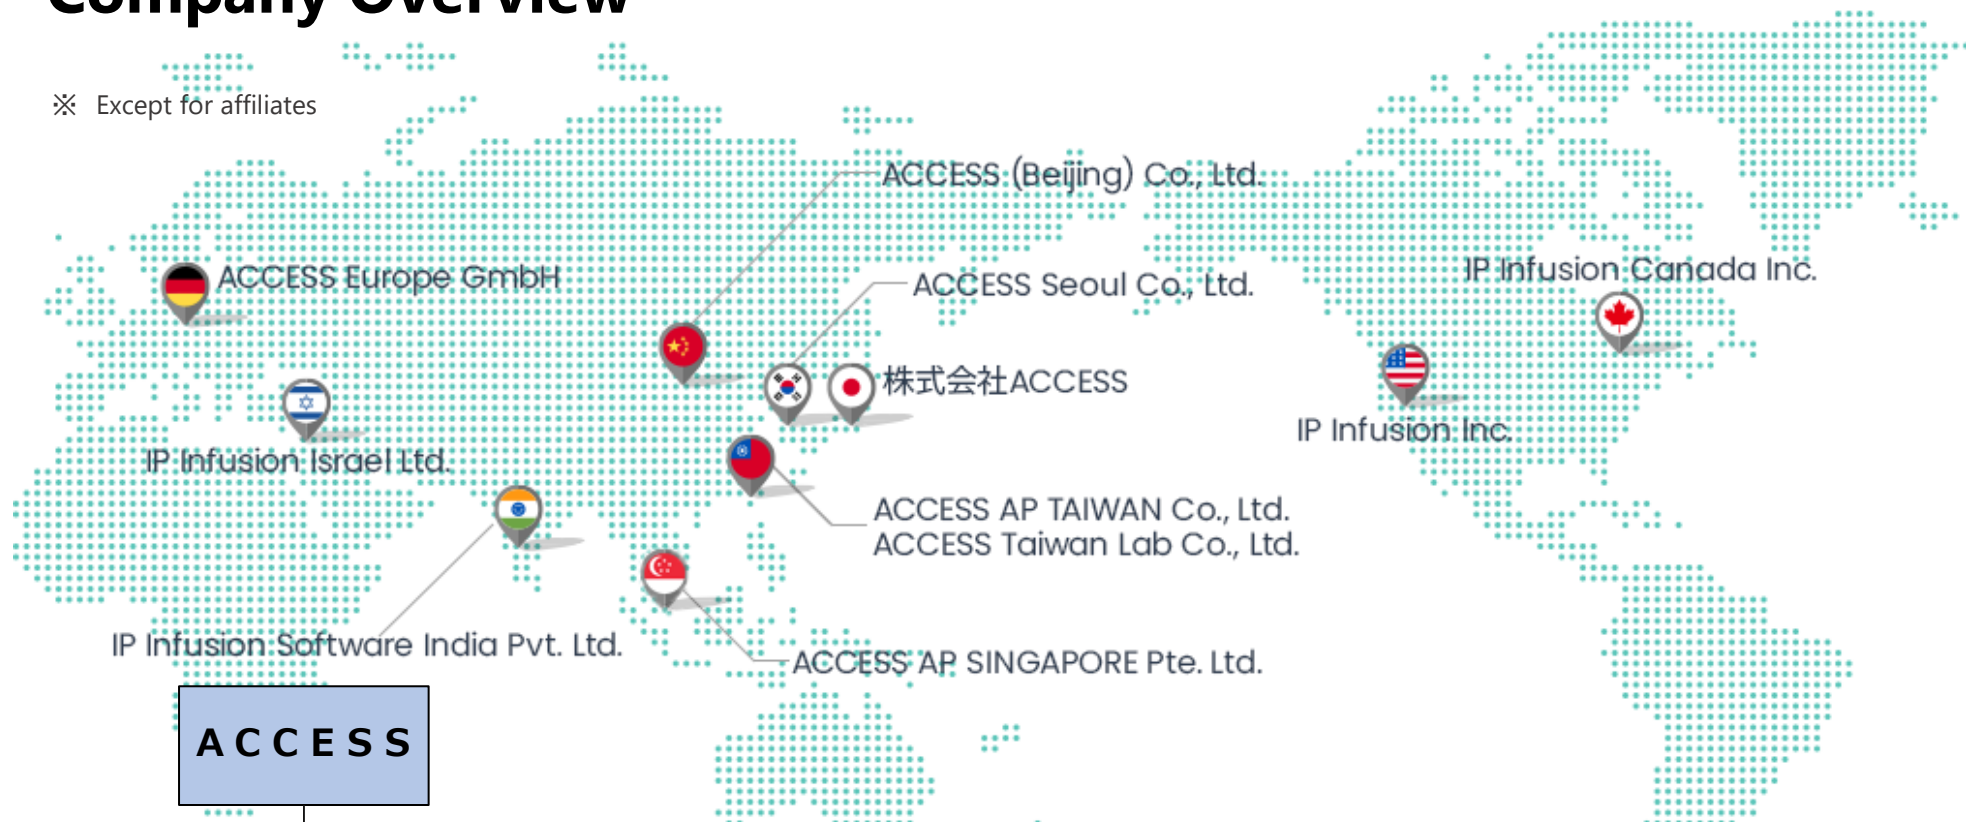 Company Overview
※ Except for affiliates
ACCESS (Beijing) Co., Ltd.
ACCESS Europe GmbH
ACCESS Seoul Co., Ltd.
IP Infusion Canada Inc.
株式会社ACCESS
IP Infusion Inc.
IP Infusion Israel Ltd.
ACCESS AP TAIWAN Co., Ltd.
ACCESS Taiwan Lab Co., Ltd.
IP Infusion Software India Pvt. Ltd.
ACCESS AP SINGAPORE Pte. Ltd.
ACCESS